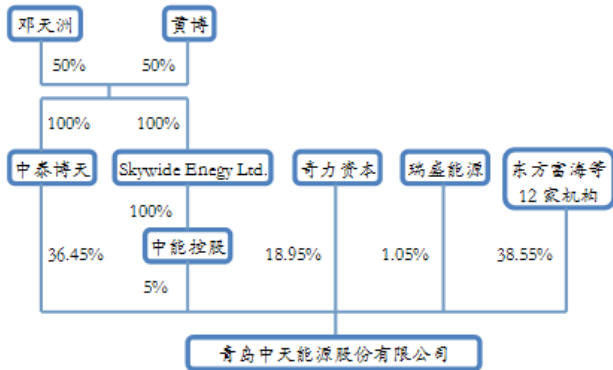 邓天洲
黄博
50%
50%
100%
100%
中泰博天
Skywide Enegy Ltd.
奇力资本
瑞盛能源
东方富海等
12 家机构
100%
中能控股
36.45%
18.95%
1.05%
38.55%
5%
青岛中天能源股份有限公司